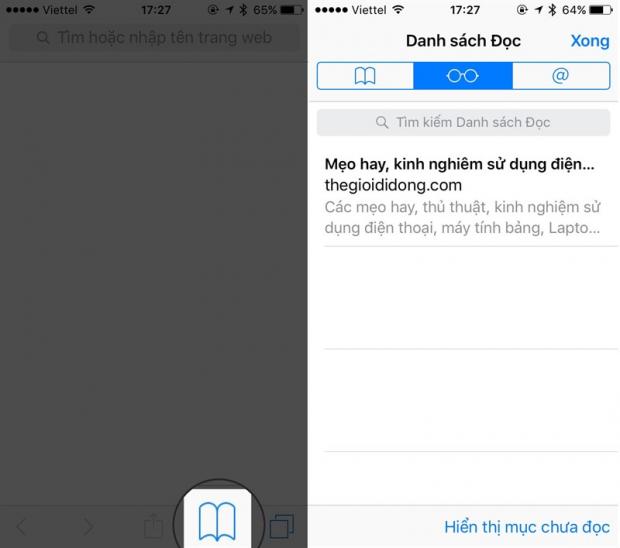 Viettel 17:27 65%
Tìm hoặc nhập tên trang web
Viettel 17:27 64%
Danh sách Đọc Xong
@
Tìm kiếm Danh sách Đọc
Mẹo hay, kinh nghiêm sử dụng điện...
thegioididong.com
Các mẹo hay, thủ thuật, kinh nghiệm sử
dụng điện thoại, máy tính bảng, Lapto...
Hiển thị mục chưa đọc